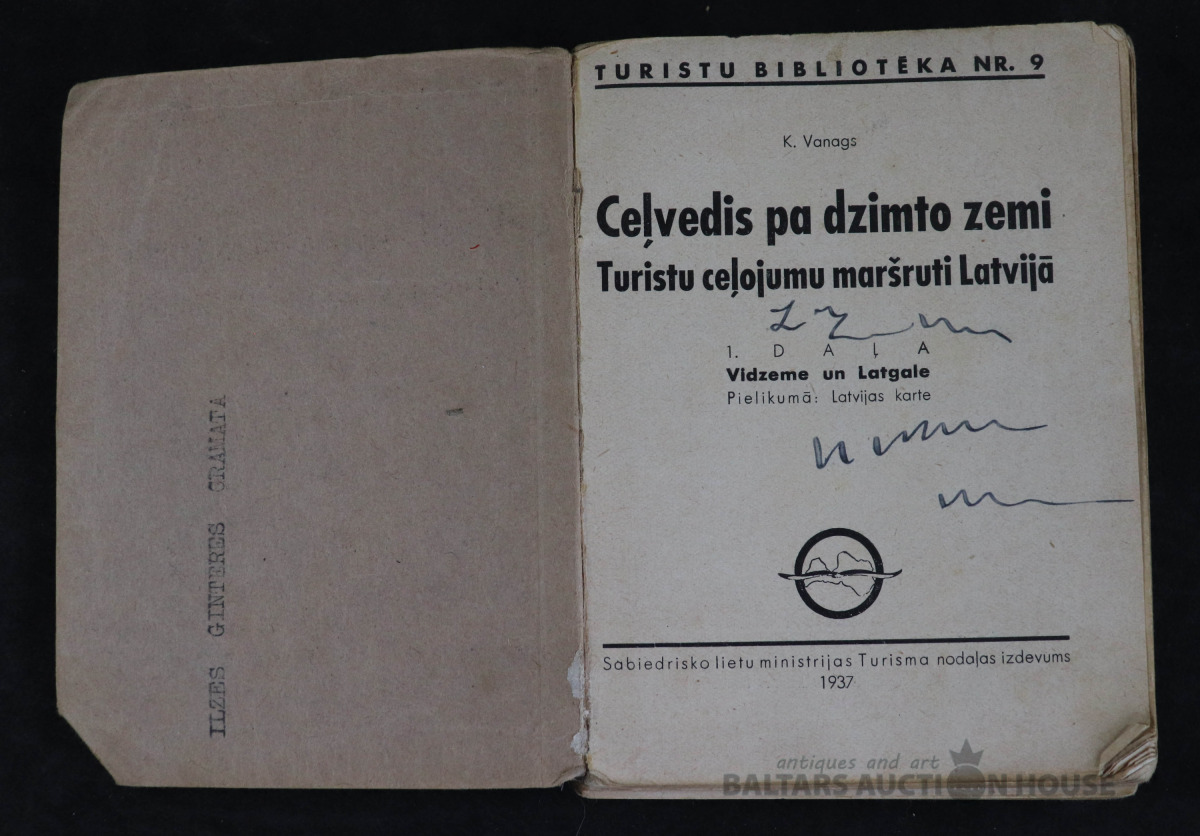 ILZES GINTERES GRAMATA
TURISTU BIBLIOTĒKA NR. 9
K. Vanags
Ceļvedis pa dzimto zemi
Turistu ceļojumu maršruti Latvijā
1. DAĻA
Vidzeme un Latgale
Pielikumā: Latvijas karte
Sabiedrisko lietu ministrijas Turisma nodaļas izdevums
1937
antiques and art
BALTARS AUCTION HOUSE